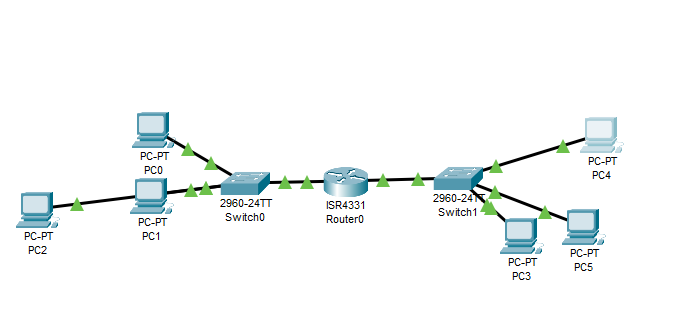 PC-PT
PC0
PC-PT
PC4
2960-24TT
Switch0
ISR4331
Router0
2960-24TT
Switch1
PC-PT
PC1
PC-PT
PC2
PC-PT
PC3
PC-PT
PC5